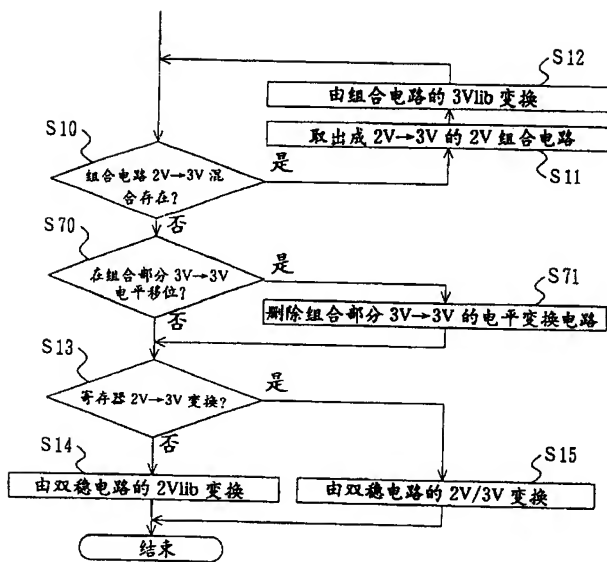 S12
由组合电路的 3Vlib 变换
S10
取出成 2V→3V 的 2V 组合电路
是
S11
组合电路 2V→3V 混
合存在?
S70
否
是
S71
在组合部分 3V→3V
电平移位?
删除组合部分 3V→3V 的电平变换电路
否
S13
是
寄存器 2V→3V 变换?
S14
否
S15
由双稳电路的 2Vlib 变换
由双稳电路的 2V/3V 变换
结束